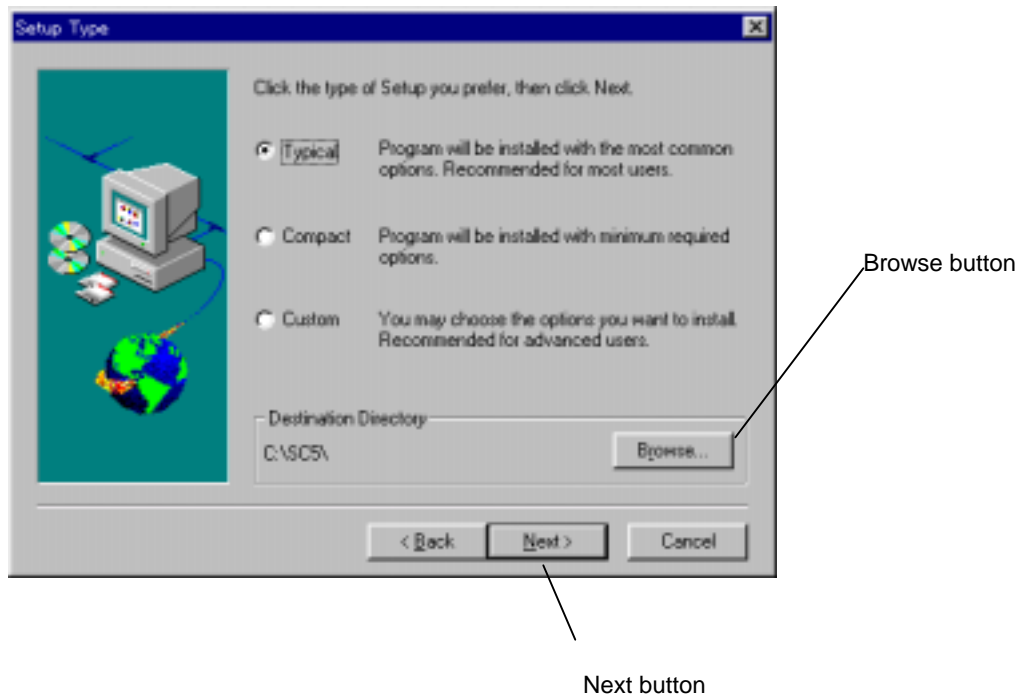 Setup Type
Click the type of Setup you prefer, then click Next.
Typical
Program will be installed with the most common
options. Recommended for most users.
Compact
Program will be installed with minimum required
options.
Custom
You may choose the options you want to install.
Recommended for advanced users.
Destination Directory
C:\SC5\
Browse...
< Back
Next >
Cancel
Browse button
Next button